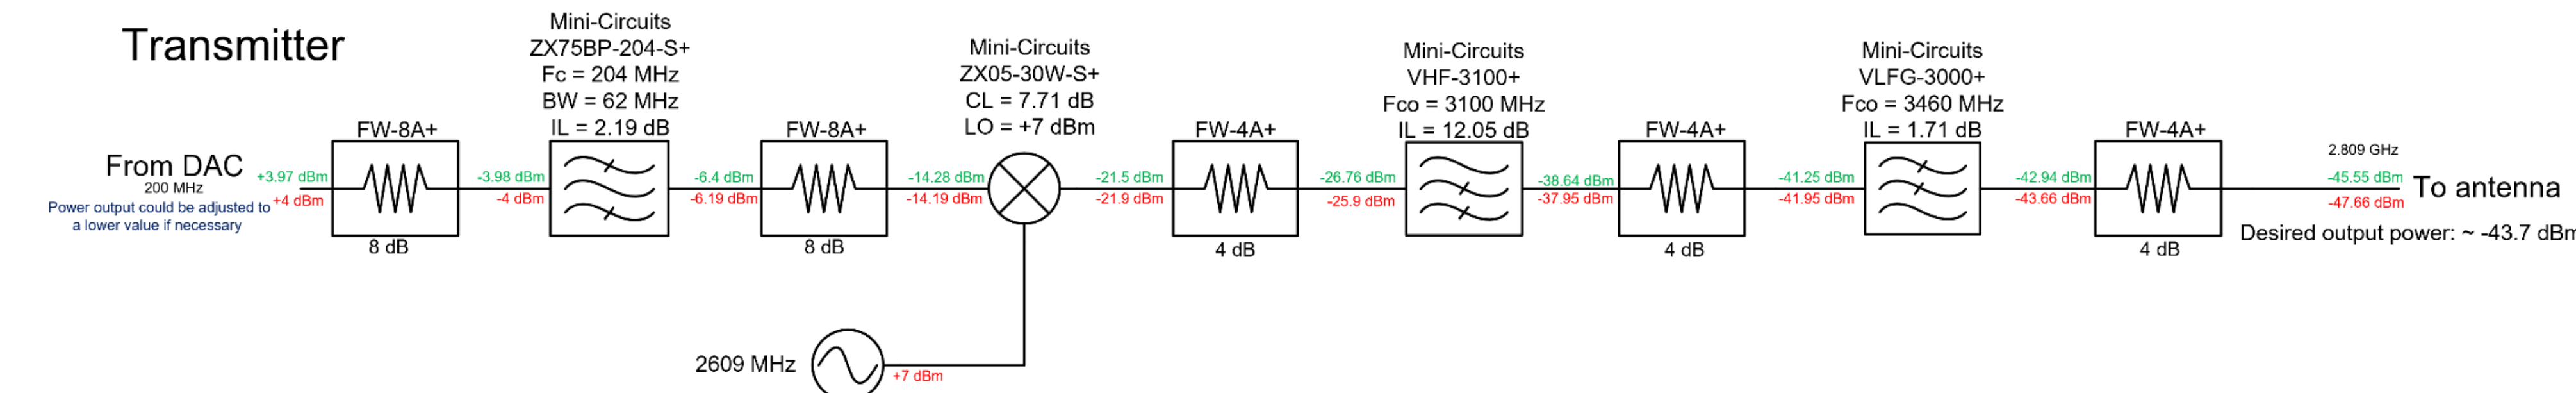 Transmitter
Mini-Circuits
ZX75BP-204-S+
Fc = 204 MHz
BW = 62 MHz
IL = 2.19 dB
Mini-Circuits
ZX05-30W-S+
CL = 7.71 dB
LO = +7 dBm
Mini-Circuits
VHF-3100+
Fco = 3100 MHz
IL = 12.05 dB
Mini-Circuits
VLFG-3000+
Fco = 3460 MHz
IL = 1.71 dB
From DAC
200 MHz
Power output could be adjusted to
a lower value if necessary
+3.97 dBm
+4 dBm
FW-8A+
8 dB
-3.98 dBm
-4 dBm
-6.4 dBm
-6.19 dBm
FW-8A+
8 dB
-14.28 dBm
-14.19 dBm
2609 MHz
+7 dBm
-21.5 dBm
-21.9 dBm
FW-4A+
4 dB
-26.76 dBm
-25.9 dBm
-38.64 dBm
-37.95 dBm
FW-4A+
4 dB
-41.25 dBm
-41.95 dBm
-42.94 dBm
-43.66 dBm
FW-4A+
4 dB
2.809 GHz
-45.55 dBm
-47.66 dBm
To antenna
Desired output power: ~ -43.7 dBm